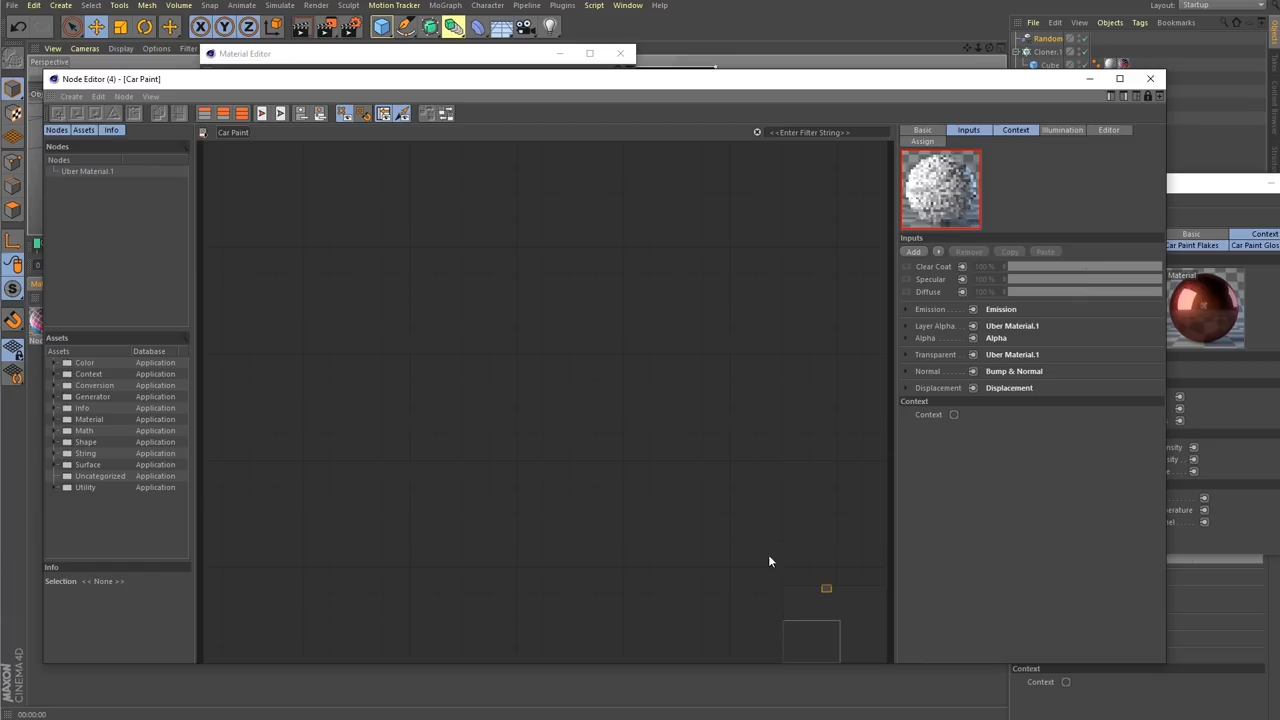 File Edit Create Select Tools Mesh Volume Snap Animate Simulate Render Sculpt Motion Tracker MoGraph Character Pipeline Plugins Script Window Help
Layout: Startup
X Y Z
File Edit View Objects Tags Bookmarks
View Cameras Display Options Filter
Material Editor
Random
Cloner.1
Cube
Perspective
Node Editor (4) - [Car Paint]
Create Edit Node View
Nodes Assets Info
Car Paint
<<Enter Filter String>>
Basic Inputs Context Illumination Editor
Assign
Nodes
Nodes
Uber Material.1
Inputs
Add Remove Copy Paste
Clear Coat 100 %
Specular 100 %
Diffuse 100 %
Emission Emission
Layer Alpha Uber Material.1
Alpha Alpha
Transparent Uber Material.1
Normal Bump & Normal
Displacement Displacement
Context
Context
Assets
Assets Database
Color Application
Context Application
Conversion Application
Generator Application
Info Application
Material Application
Math Application
Shape Application
String Application
Surface Application
Uncategorized Application
Utility Application
Info
Selection << None >>
Basic Context
Car Paint Flakes Car Paint Glos
Material
Context
Context
MAXON CINEMA 4D
00:00:00